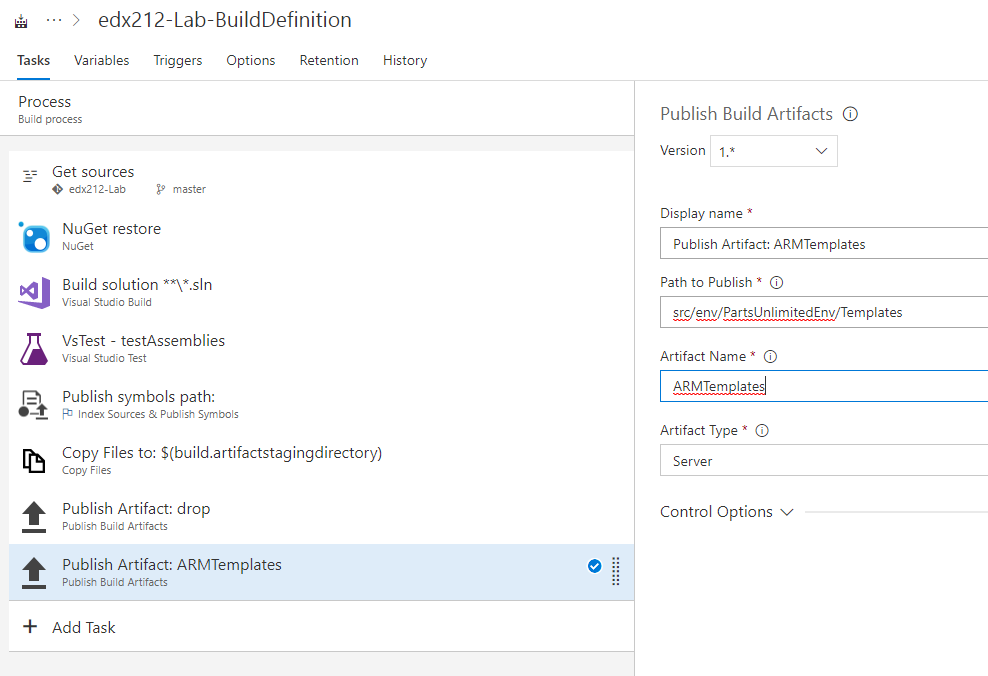 ... > edx212-Lab-BuildDefinition
Tasks Variables Triggers Options Retention History
Process
Build process
Get sources
edx212-Lab master
NuGet restore
NuGet
Build solution **\*.sln
Visual Studio Build
VsTest - testAssemblies
Visual Studio Test
Publish symbols path:
Index Sources & Publish Symbols
Copy Files to: $(build.artifactstagingdirectory)
Copy Files
Publish Artifact: drop
Publish Build Artifacts
Publish Artifact: ARMTemplates
Publish Build Artifacts
+ Add Task
Publish Build Artifacts
Version 1.*
Display name *
Publish Artifact: ARMTemplates
Path to Publish *
src/env/PartsUnlimitedEnv/Templates
Artifact Name *
ARMTemplates
Artifact Type *
Server
Control Options